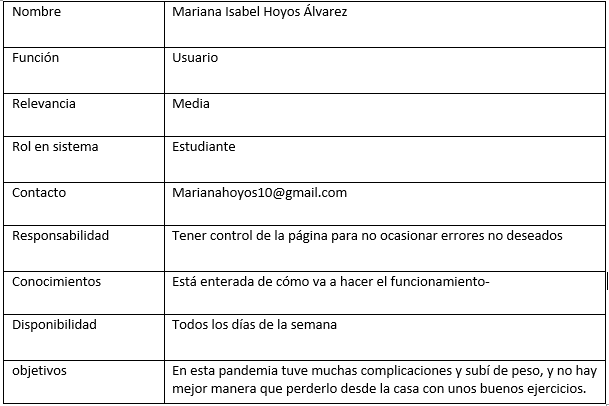 Nombre Mariana Isabel Hoyos Álvarez
Función Usuario
Relevancia Media
Rol en sistema Estudiante
Contacto Marianahoyos10@gmail.com
Responsabilidad Tener control de la página para no ocasionar errores no deseados
Conocimientos Está enterada de cómo va a hacer el funcionamiento-
Disponibilidad Todos los días de la semana
objetivos En esta pandemia tuve muchas complicaciones y subí de peso, y no hay
mejor manera que perderlo desde la casa con unos buenos ejercicios.